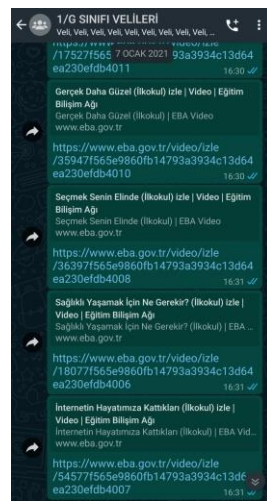 1/G SINIFI VELİLERİ
Veli, Veli, Veli, Veli, Veli, Veli, Veli, Veli, ...
7 OCAK 2021
/17527f565 93a3934c13d64
ea230efdb4011
16:30
Gerçek Daha Güzel (İlkokul) izle | Video | Eğitim
Bilişim Ağı
Gerçek Daha Güzel (İlkokul) | EBA Video
www.eba.gov.tr
https://www.eba.gov.tr/video/izle
/35947f565e9860fb14793a3934c13d64
ea230efdb4010
16:31
Seçmek Senin Elinde (İlkokul) izle | Video | Eğitim
Bilişim Ağı
Seçmek Senin Elinde (İlkokul) | EBA Video
www.eba.gov.tr
https://www.eba.gov.tr/video/izle
/36397f565e9860fb14793a3934c13d64
ea230efdb4008
16:31
Sağlıklı Yaşamak İçin Ne Gerekir? (İlkokul) izle |
Video | Eğitim Bilişim Ağı
Sağlıklı Yaşamak İçin Ne Gerekir? (İlkokul) | EBA ...
www.eba.gov.tr
https://www.eba.gov.tr/video/izle
/18077f565e9860fb14793a3934c13d64
ea230efdb4006
16:31
İnternetin Hayatımıza Katkıları (İlkokul) izle |
Video | Eğitim Bilişim Ağı
İnternetin Hayatımıza Katkıları (İlkokul) | EBA Vid...
www.eba.gov.tr
https://www.eba.gov.tr/video/izle
/54577f565e9860fb14793a3934c13d6
ea230efdb4007
16:31